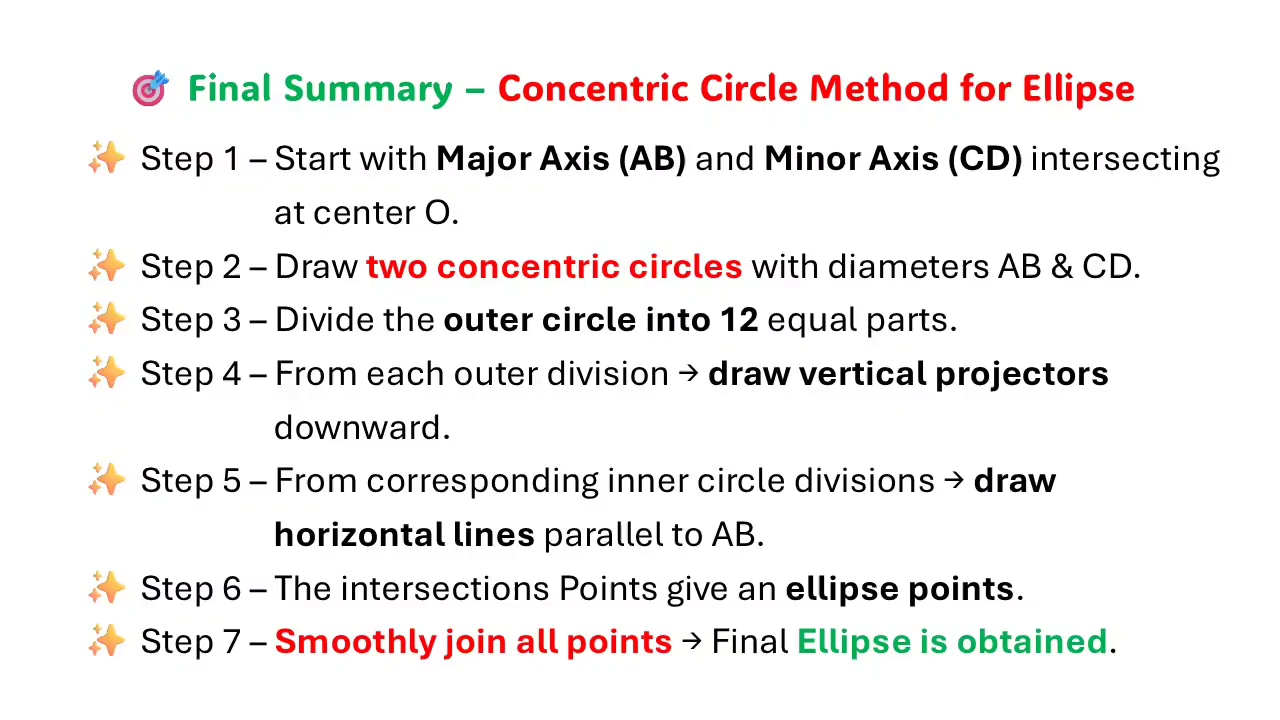 🎯 Final Summary – Concentric Circle Method for Ellipse
✨ Step 1 – Start with Major Axis (AB) and Minor Axis (CD) intersecting
at center O.
✨ Step 2 – Draw two concentric circles with diameters AB & CD.
✨ Step 3 – Divide the outer circle into 12 equal parts.
✨ Step 4 – From each outer division → draw vertical projectors
downward.
✨ Step 5 – From corresponding inner circle divisions → draw
horizontal lines parallel to AB.
✨ Step 6 – The intersections Points give an ellipse points.
✨ Step 7 – Smoothly join all points → Final Ellipse is obtained.